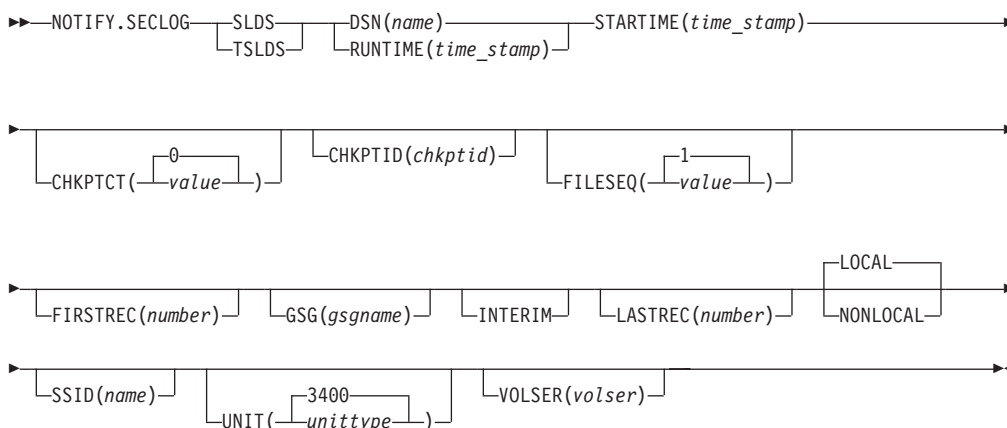 NOTIFY.SECLOG SLDS DSN(name) STARTIME(time_stamp)
TSLDS RUNTIME(time_stamp)
0 CHKPTID(chkptid) 1
CHKPTCT( value ) FILESEQ( value )
LOCAL
FIRSTREC(number) GSG(gsgname) INTERIM LASTREC(number) NONLOCAL
SSID(name) 3400 VOLSER(volser)
UNIT( unittype )